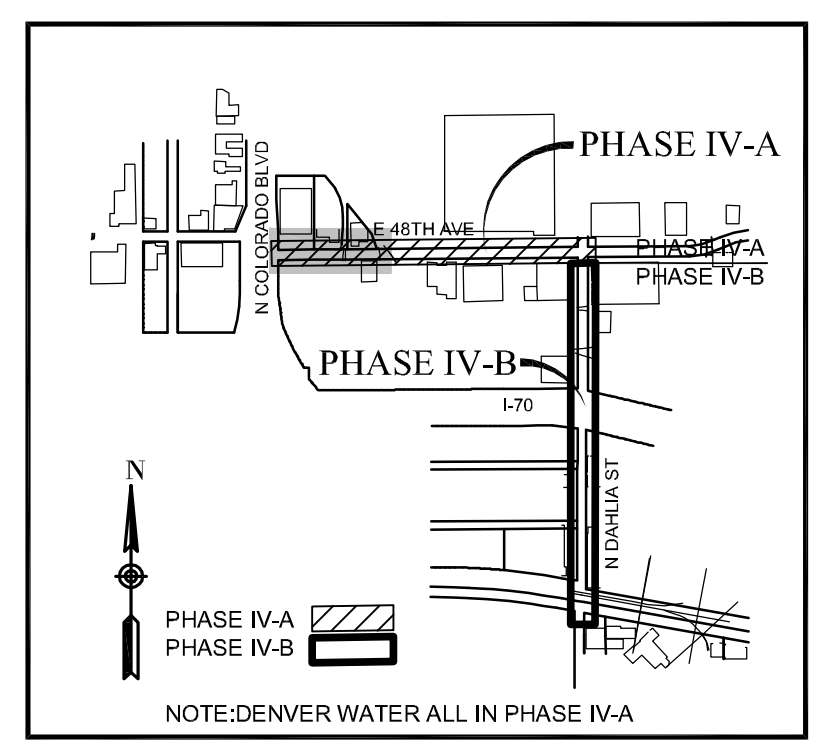 PHASE IV-A
N COLORADO BLVD
E 48TH AVE
PHASE IV-A
PHASE IV-B
PHASE IV-B
I-70
N DAHLIA ST
N
PHASE IV-A
PHASE IV-B
NOTE:DENVER WATER ALL IN PHASE IV-A